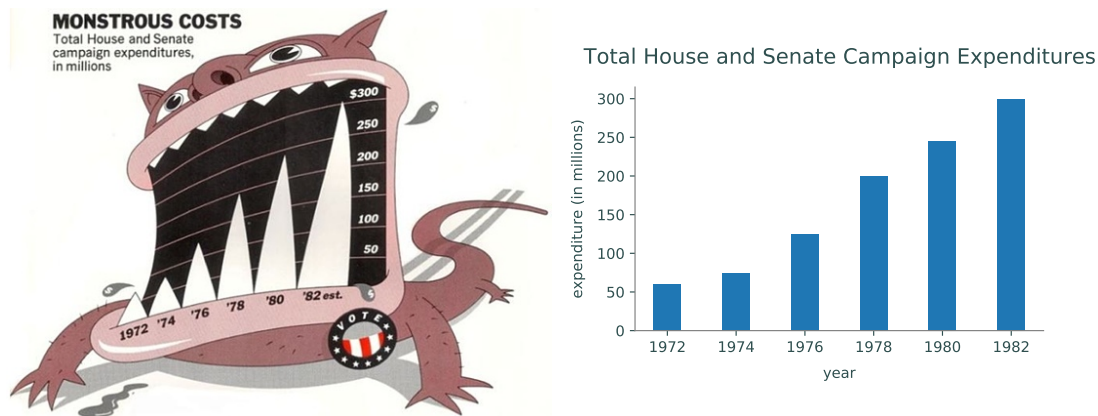 MONSTROUS COSTS
Total House and Senate
campaign expenditures,
in millions
$300
250
200
150
100
50
1972 '74 '76 '78 '80 '82 est.
$
$
VOTE
Total House and Senate Campaign Expenditures
expenditure (in millions)
300
250
200
150
100
50
0
1972 1974 1976 1978 1980 1982
year